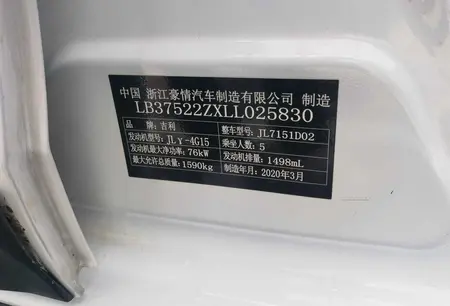 中国 浙江豪情汽车制造有限公司 制造
LB37522ZXLL025830
品牌：吉利 整车型号：JL7151D02
发动机型号：JLγ-4G15 乘坐人数：5
发动机最大净功率：76kW 发动机排量：1498mL
最大允许总质量：1590kg 制造年月：2020年3月